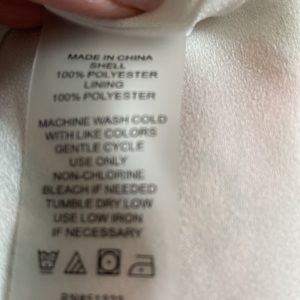 MADE IN CHINA
SHELL
100% POLYESTER
LINING
100% POLYESTER
MACHINE WASH COLD
WITH LIKE COLORS
GENTLE CYCLE
USE ONLY
NON-CHLORINE
BLEACH IF NEEDED
TUMBLE DRY LOW
USE LOW IRON
IF NECESSARY